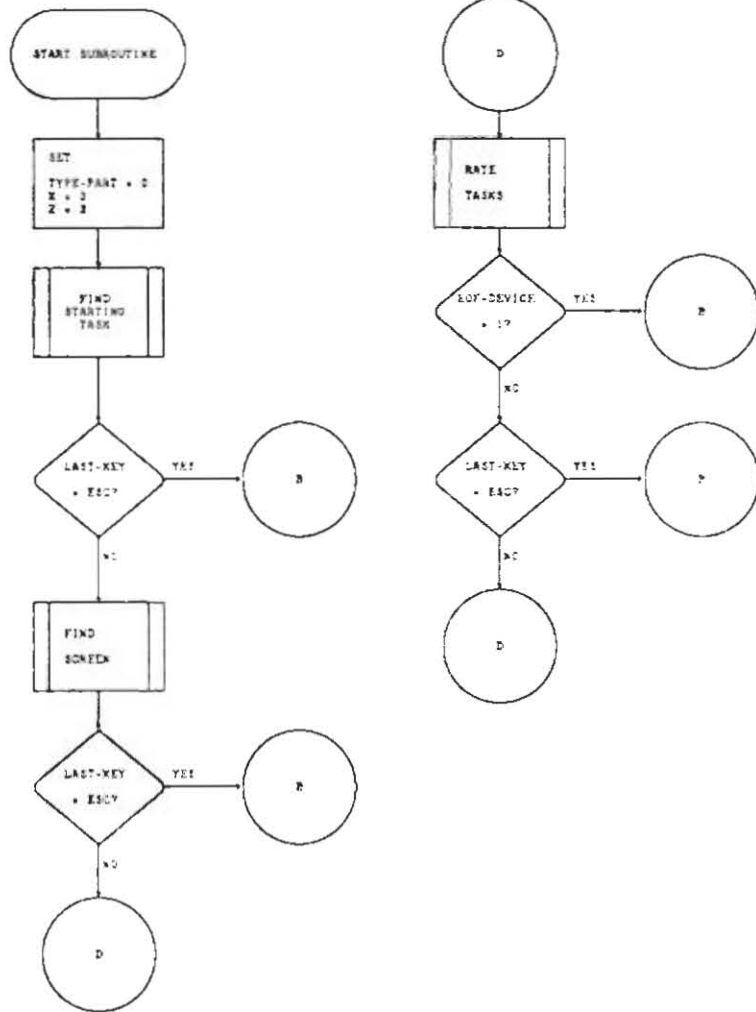 START SUBROUTINE
SET
TYPE-PART = 0
FIND
STARTING
TASK
LAST-KEY
= ESC?
YES
NO
FIND
SCREEN
LAST-KEY
= ESC?
YES
NO
D
D
RATE
TASKS
EOF-DEVICE
= 1?
YES
NO
LAST-KEY
= ESC?
YES
NO
D